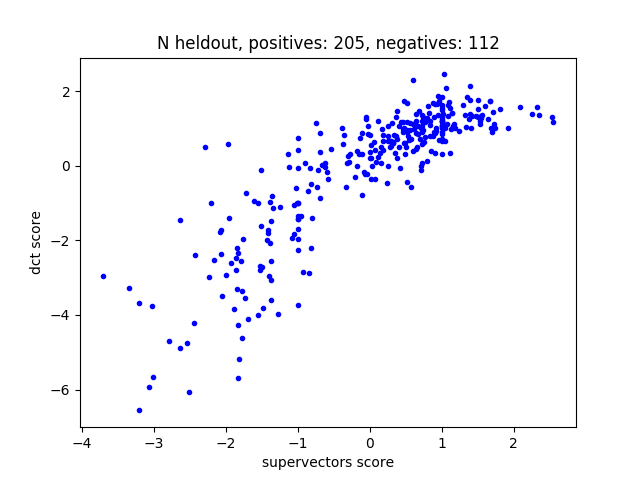 N heldout, positives: 205, negatives: 112
2
0
−2
−4
−6
dct score
−4 −3 −2 −1 0 1 2
supervectors score